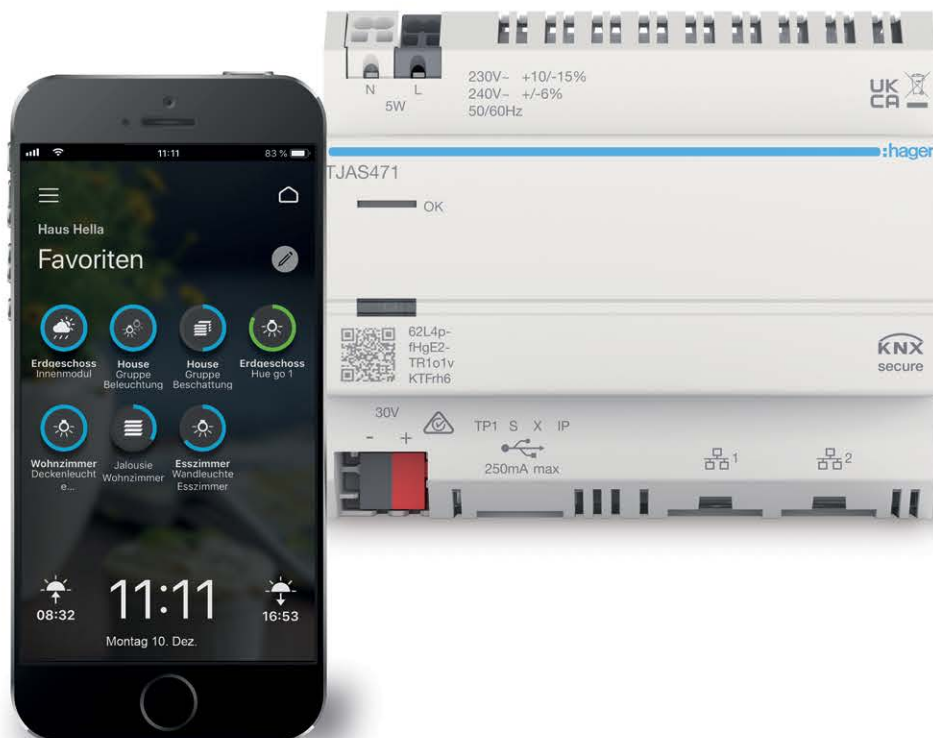 11:11
83 %
Haus Hella
Favoriten
Erdgeschoss
Innenmodul
House
Gruppe
Beleuchtung
House
Gruppe
Beschattung
Erdgeschoss
Hue go 1
Wohnzimmer
Deckenleucht
e...
Jalousie
Wohnzimmer
Esszimmer
Wandleuchte
Esszimmer
08:32
11:11
16:53
Montag 10. Dez.
N L
5W
230V~ +10/-15%
240V~ +/-6%
50/60Hz
UK
CA
:hager
TJAS471
OK
62L4p-
fHgE2-
TR1o1v
KTFrh6
KNX
secure
30V
- +
TP1 S X IP
250mA max
1
2